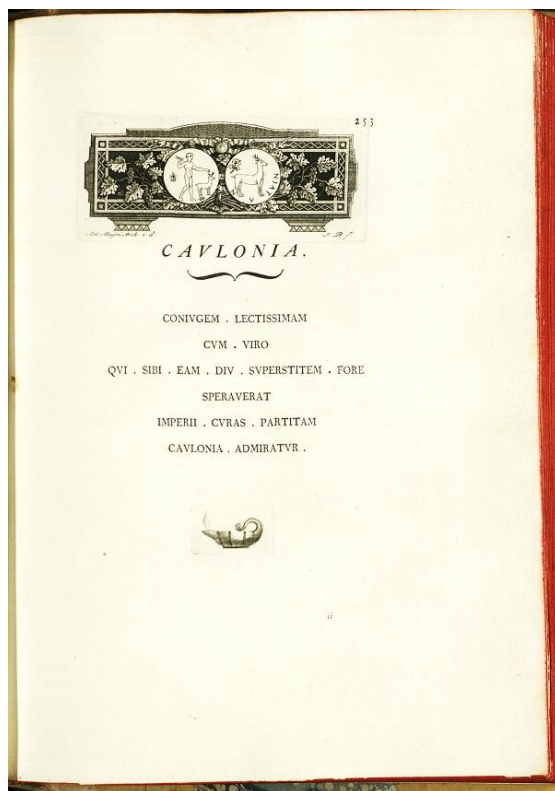 253
CAVLONIA.
CONIVGEM . LECTISSIMAM
CVM . VIRO
QVI . SIBI . EAM . DIV . SVPERSTITEM . FORE
SPERAVERAT
IMPERII . CVRAS . PARTITAM
CAVLONIA . ADMIRATVR .